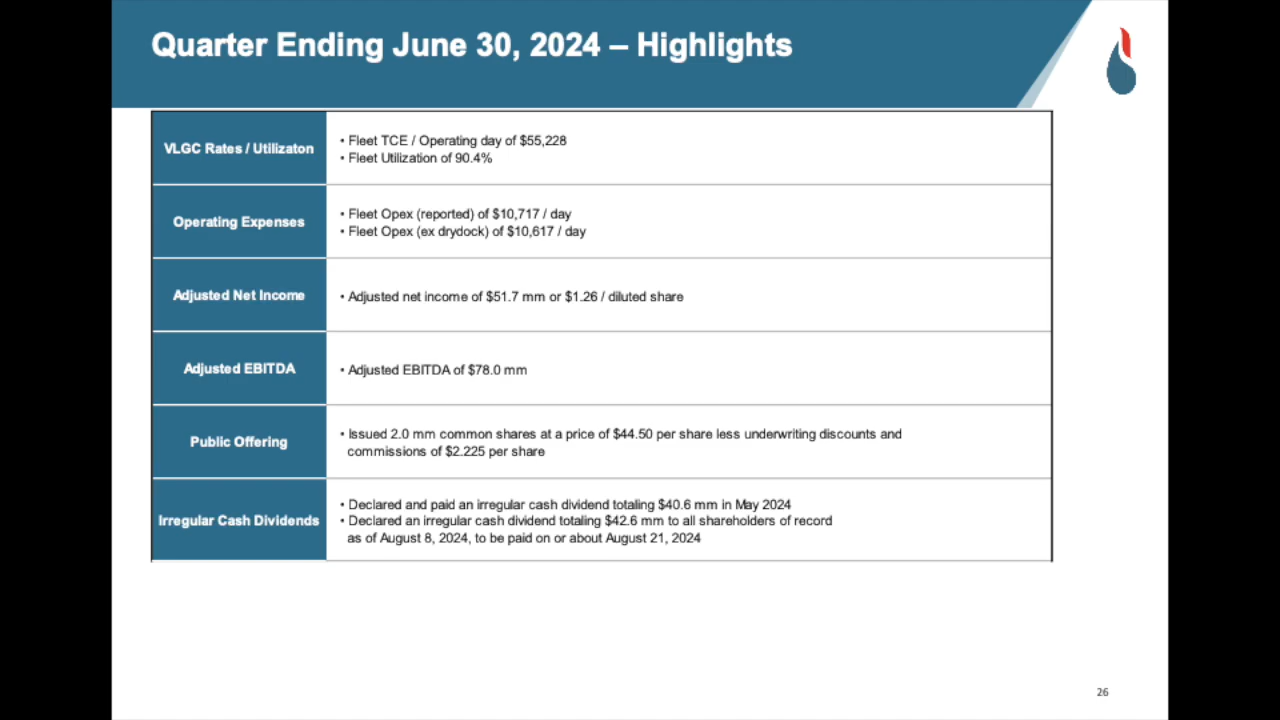 Quarter Ending June 30, 2024 – Highlights
VLGC Rates / Utilizaton
• Fleet TCE / Operating day of $55,228
• Fleet Utilization of 90.4%
Operating Expenses
• Fleet Opex (reported) of $10,717 / day
• Fleet Opex (ex drydock) of $10,617 / day
Adjusted Net Income
• Adjusted net income of $51.7 mm or $1.26 / diluted share
Adjusted EBITDA
• Adjusted EBITDA of $78.0 mm
Public Offering
• Issued 2.0 mm common shares at a price of $44.50 per share less underwriting discounts and
commissions of $2.225 per share
Irregular Cash Dividends
• Declared and paid an irregular cash dividend totaling $40.6 mm in May 2024
• Declared an irregular cash dividend totaling $42.6 mm to all shareholders of record
as of August 8, 2024, to be paid on or about August 21, 2024
26